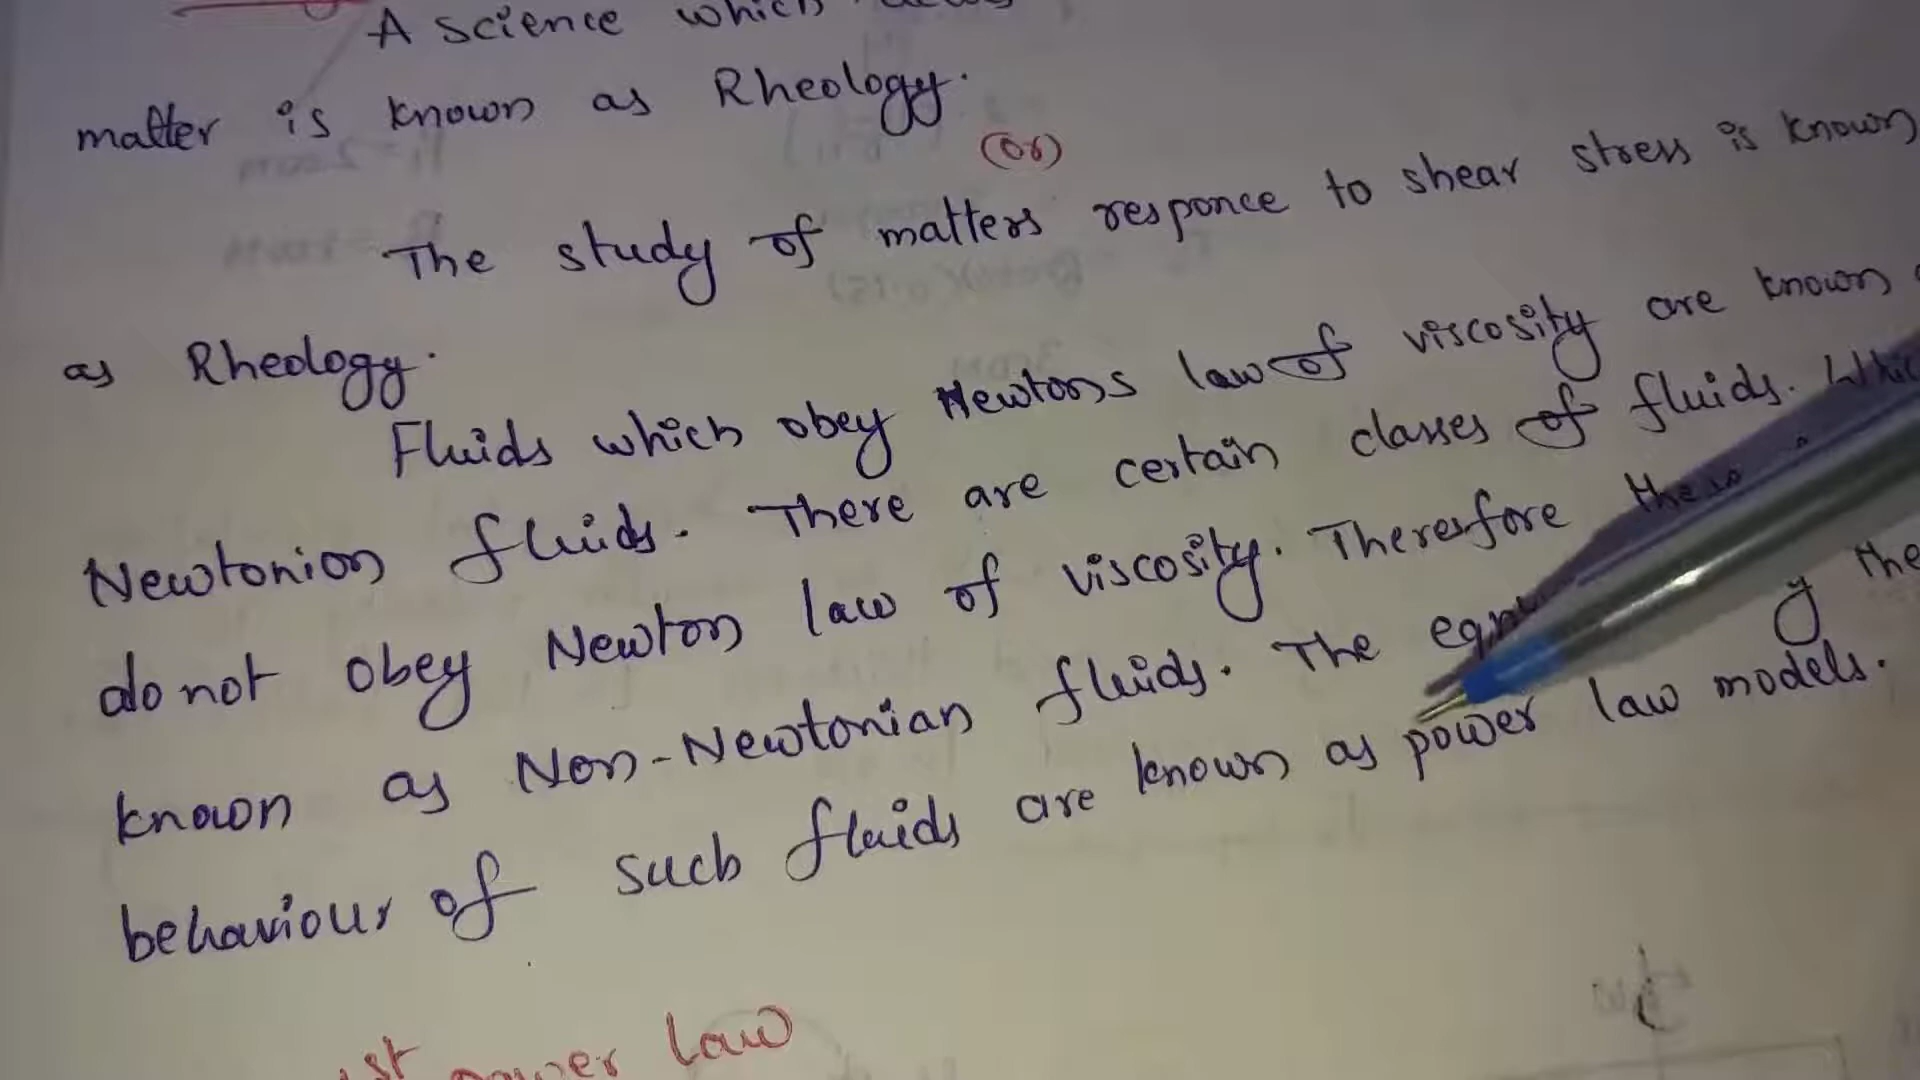 A science which
matter is known as Rheology.
(or)
The study of matters responce to shear stress is known
as Rheology.
Fluids which obey Newtons law of viscosity are known
Newtonion fluids. There are certain classes of fluids.
do not obey Newton law of viscosity. Theresfore these
known as Non-Newtonian fluids. The the
behaviour of such fluids are known as power law models.
power law